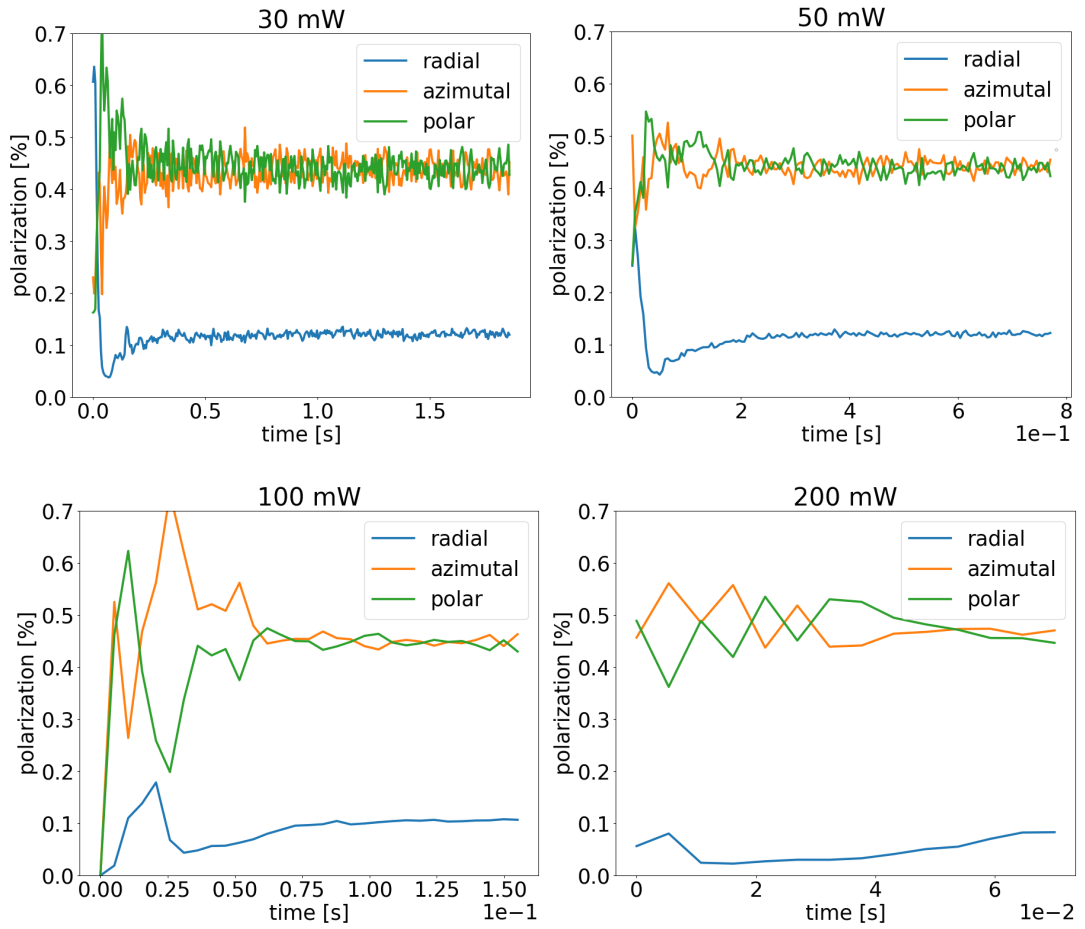 30 mW
0.7
0.6
0.5
0.4
0.3
0.2
0.1
0.0
polarization [%]
radial
azimutal
polar
0.0 0.5 1.0 1.5
time [s]
50 mW
0.7
0.6
0.5
0.4
0.3
0.2
0.1
0.0
polarization [%]
radial
azimutal
polar
0 2 4 6 8
time [s]
1e−1
100 mW
0.7
0.6
0.5
0.4
0.3
0.2
0.1
0.0
polarization [%]
radial
azimutal
polar
0.00 0.25 0.50 0.75 1.00 1.25 1.50
time [s]
1e−1
200 mW
0.7
0.6
0.5
0.4
0.3
0.2
0.1
0.0
polarization [%]
radial
azimutal
polar
0 2 4 6
time [s]
1e−2